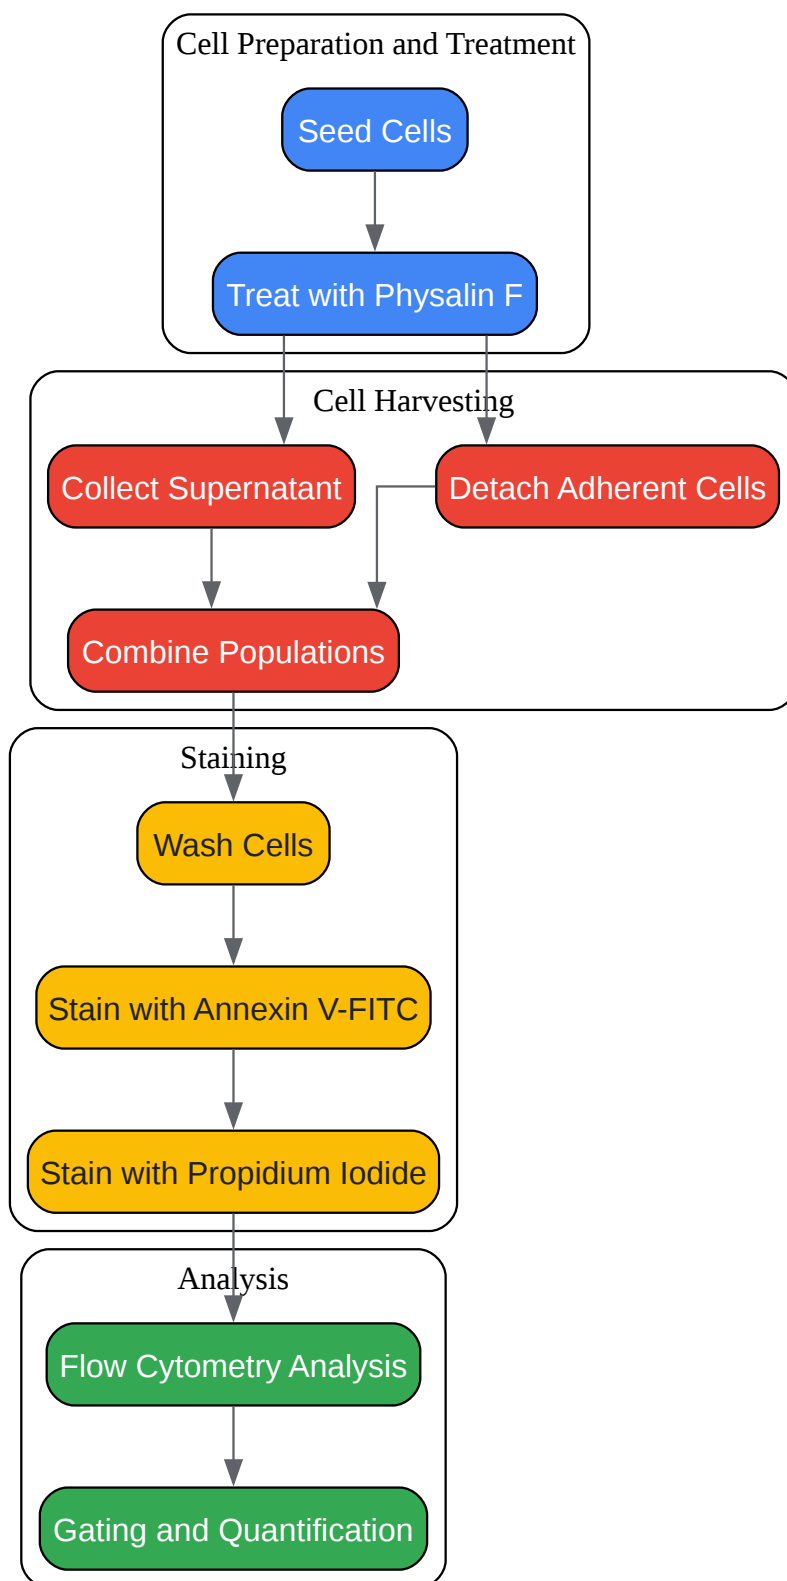 Cell Preparation and Treatment
Seed Cells
Treat with Physalin F
Cell Harvesting
Collect Supernatant
Detach Adherent Cells
Combine Populations
Staining
Wash Cells
Stain with Annexin V-FITC
Stain with Propidium Iodide
Analysis
Flow Cytometry Analysis
Gating and Quantification